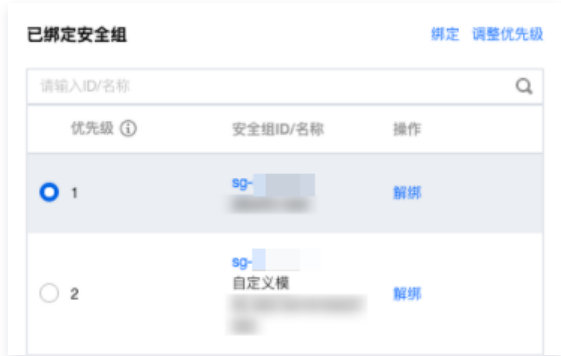 已绑定安全组
绑定 调整优先级
请输入ID/名称
优先级 安全组ID/名称 操作
1 sg- 解绑
sg-
自定义模
2 解绑